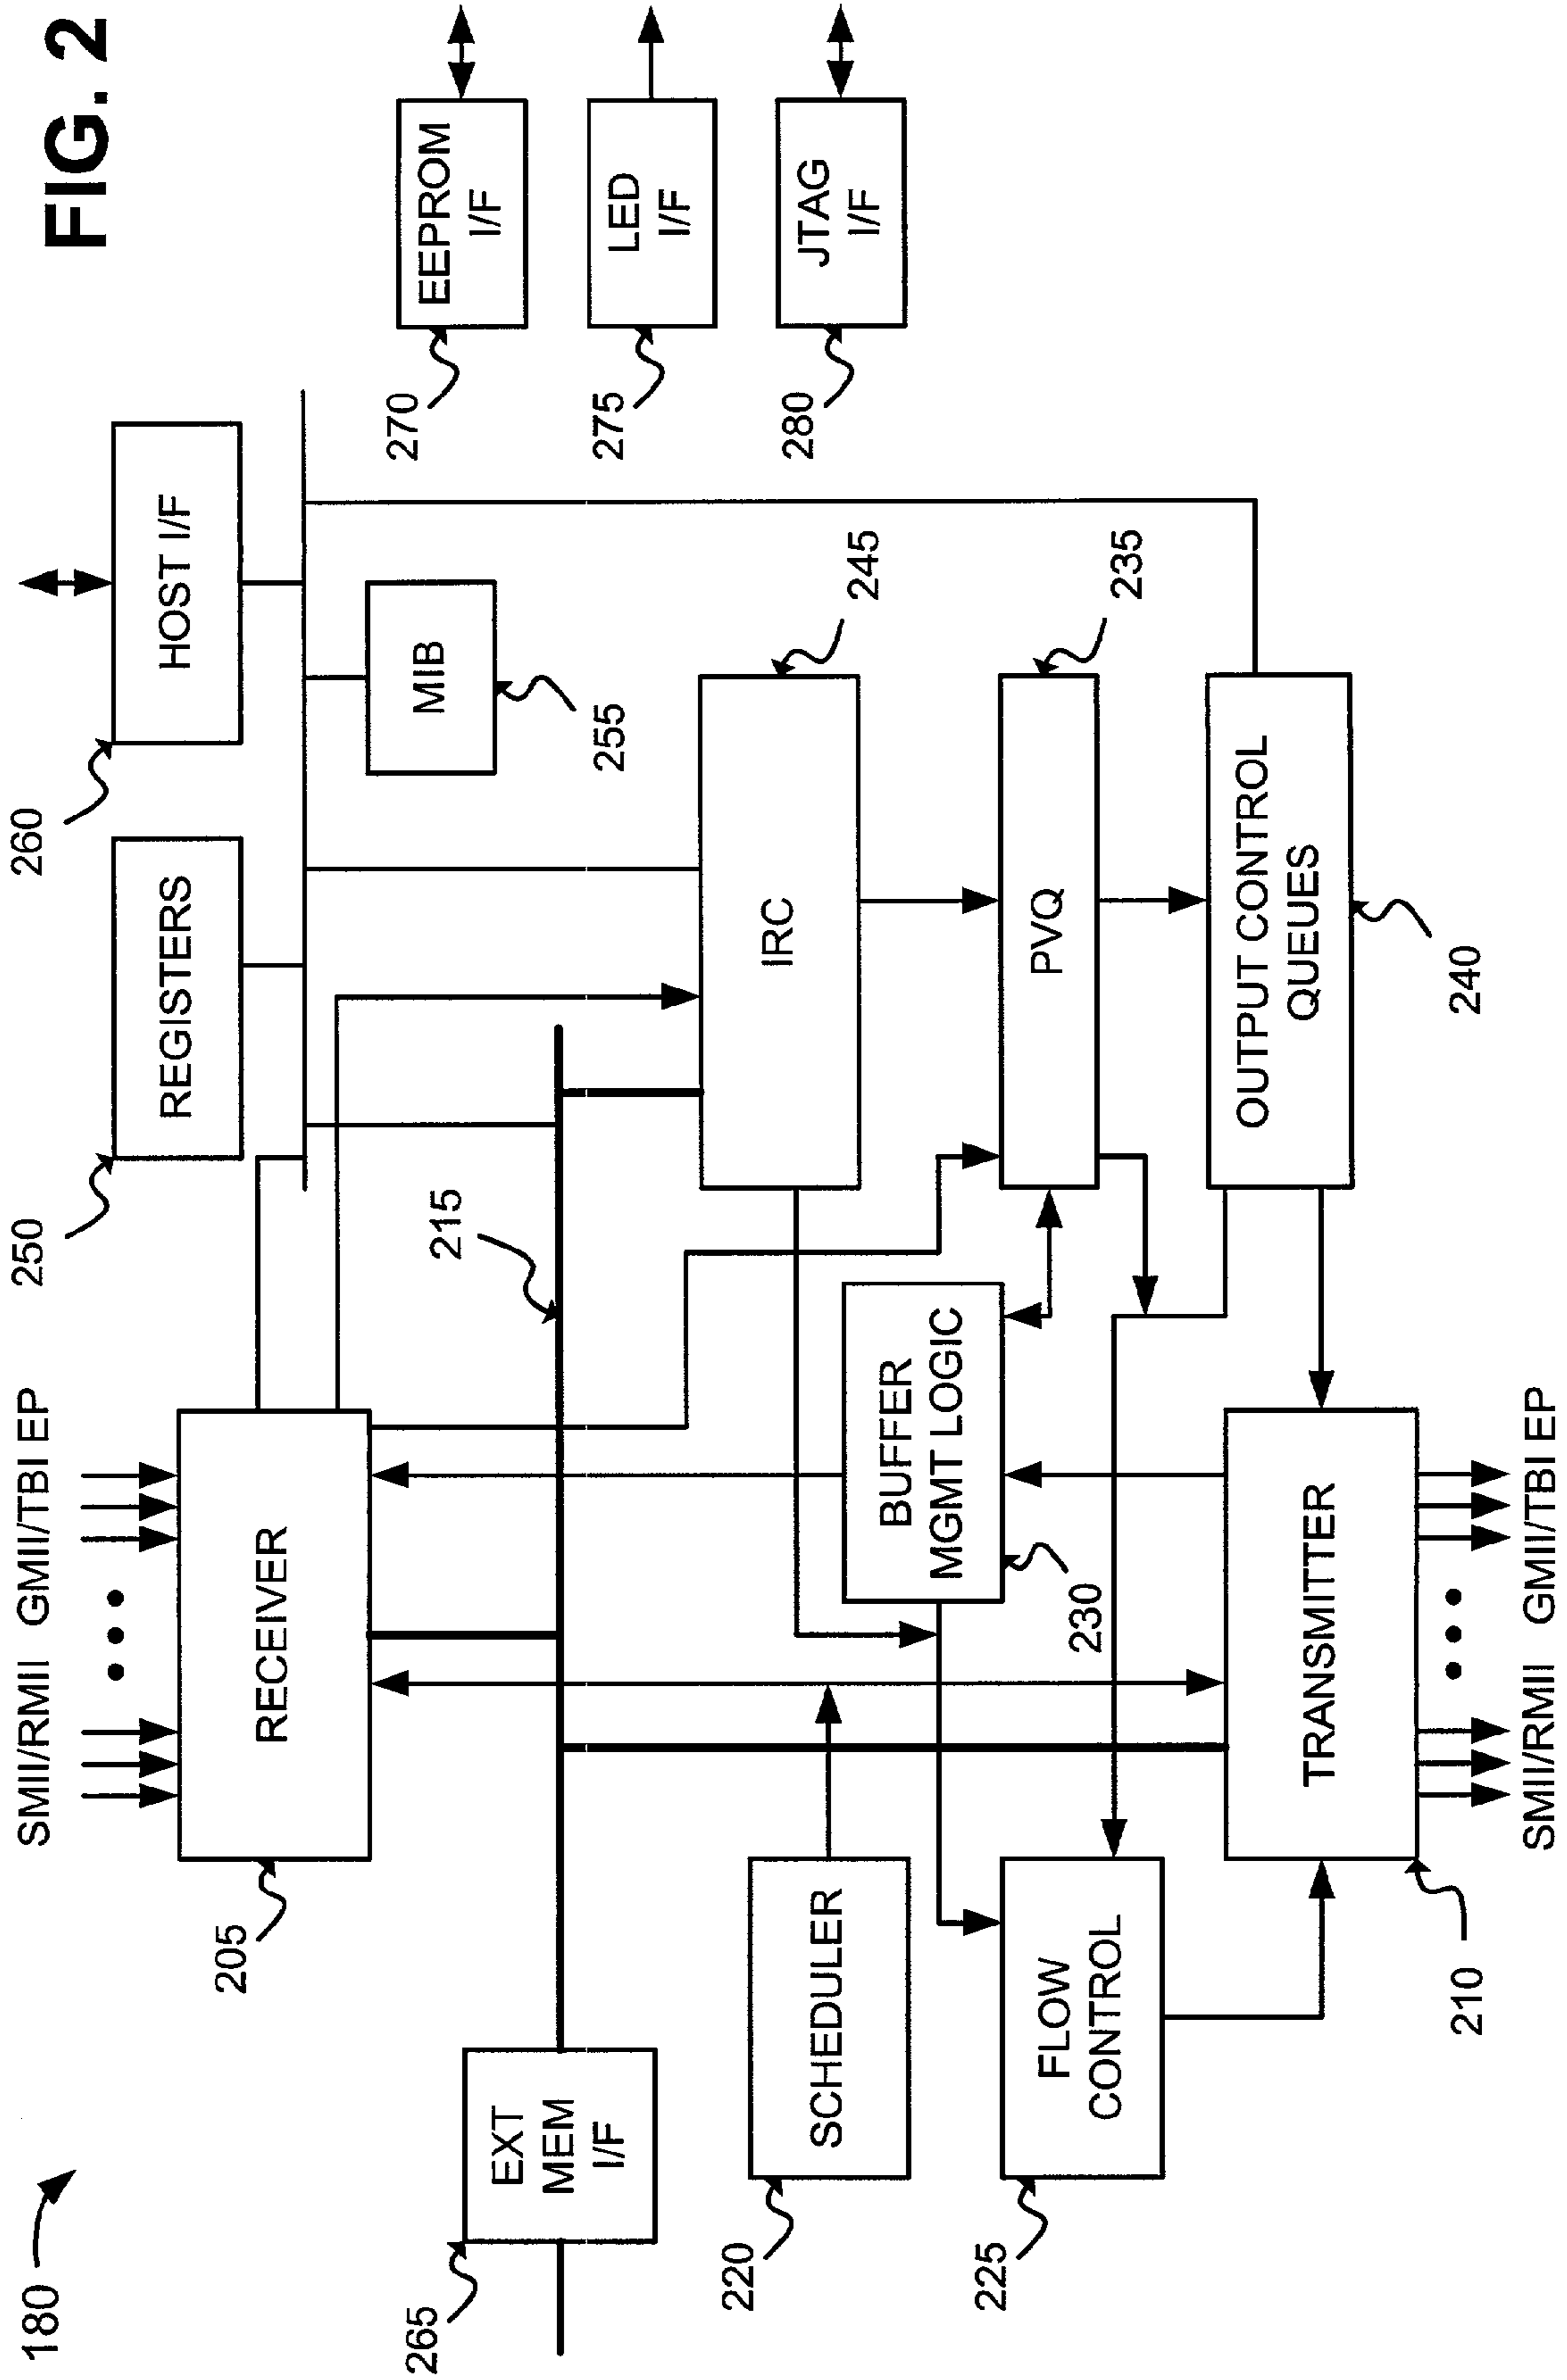 FIG. 2
180
SMII/RMII GMII/TBI EP
205
RECEIVER
250
REGISTERS
260
HOST I/F
MIB
255
265
EXT
MEM
I/F
215
270
EEPROM
I/F
275
LED
I/F
280
JTAG
I/F
220
SCHEDULER
225
FLOW
CONTROL
BUFFER
MGMT LOGIC
230
IRC
245
PVQ
235
OUTPUT CONTROL
QUEUES
240
TRANSMITTER
210
SMII/RMII GMII/TBI EP